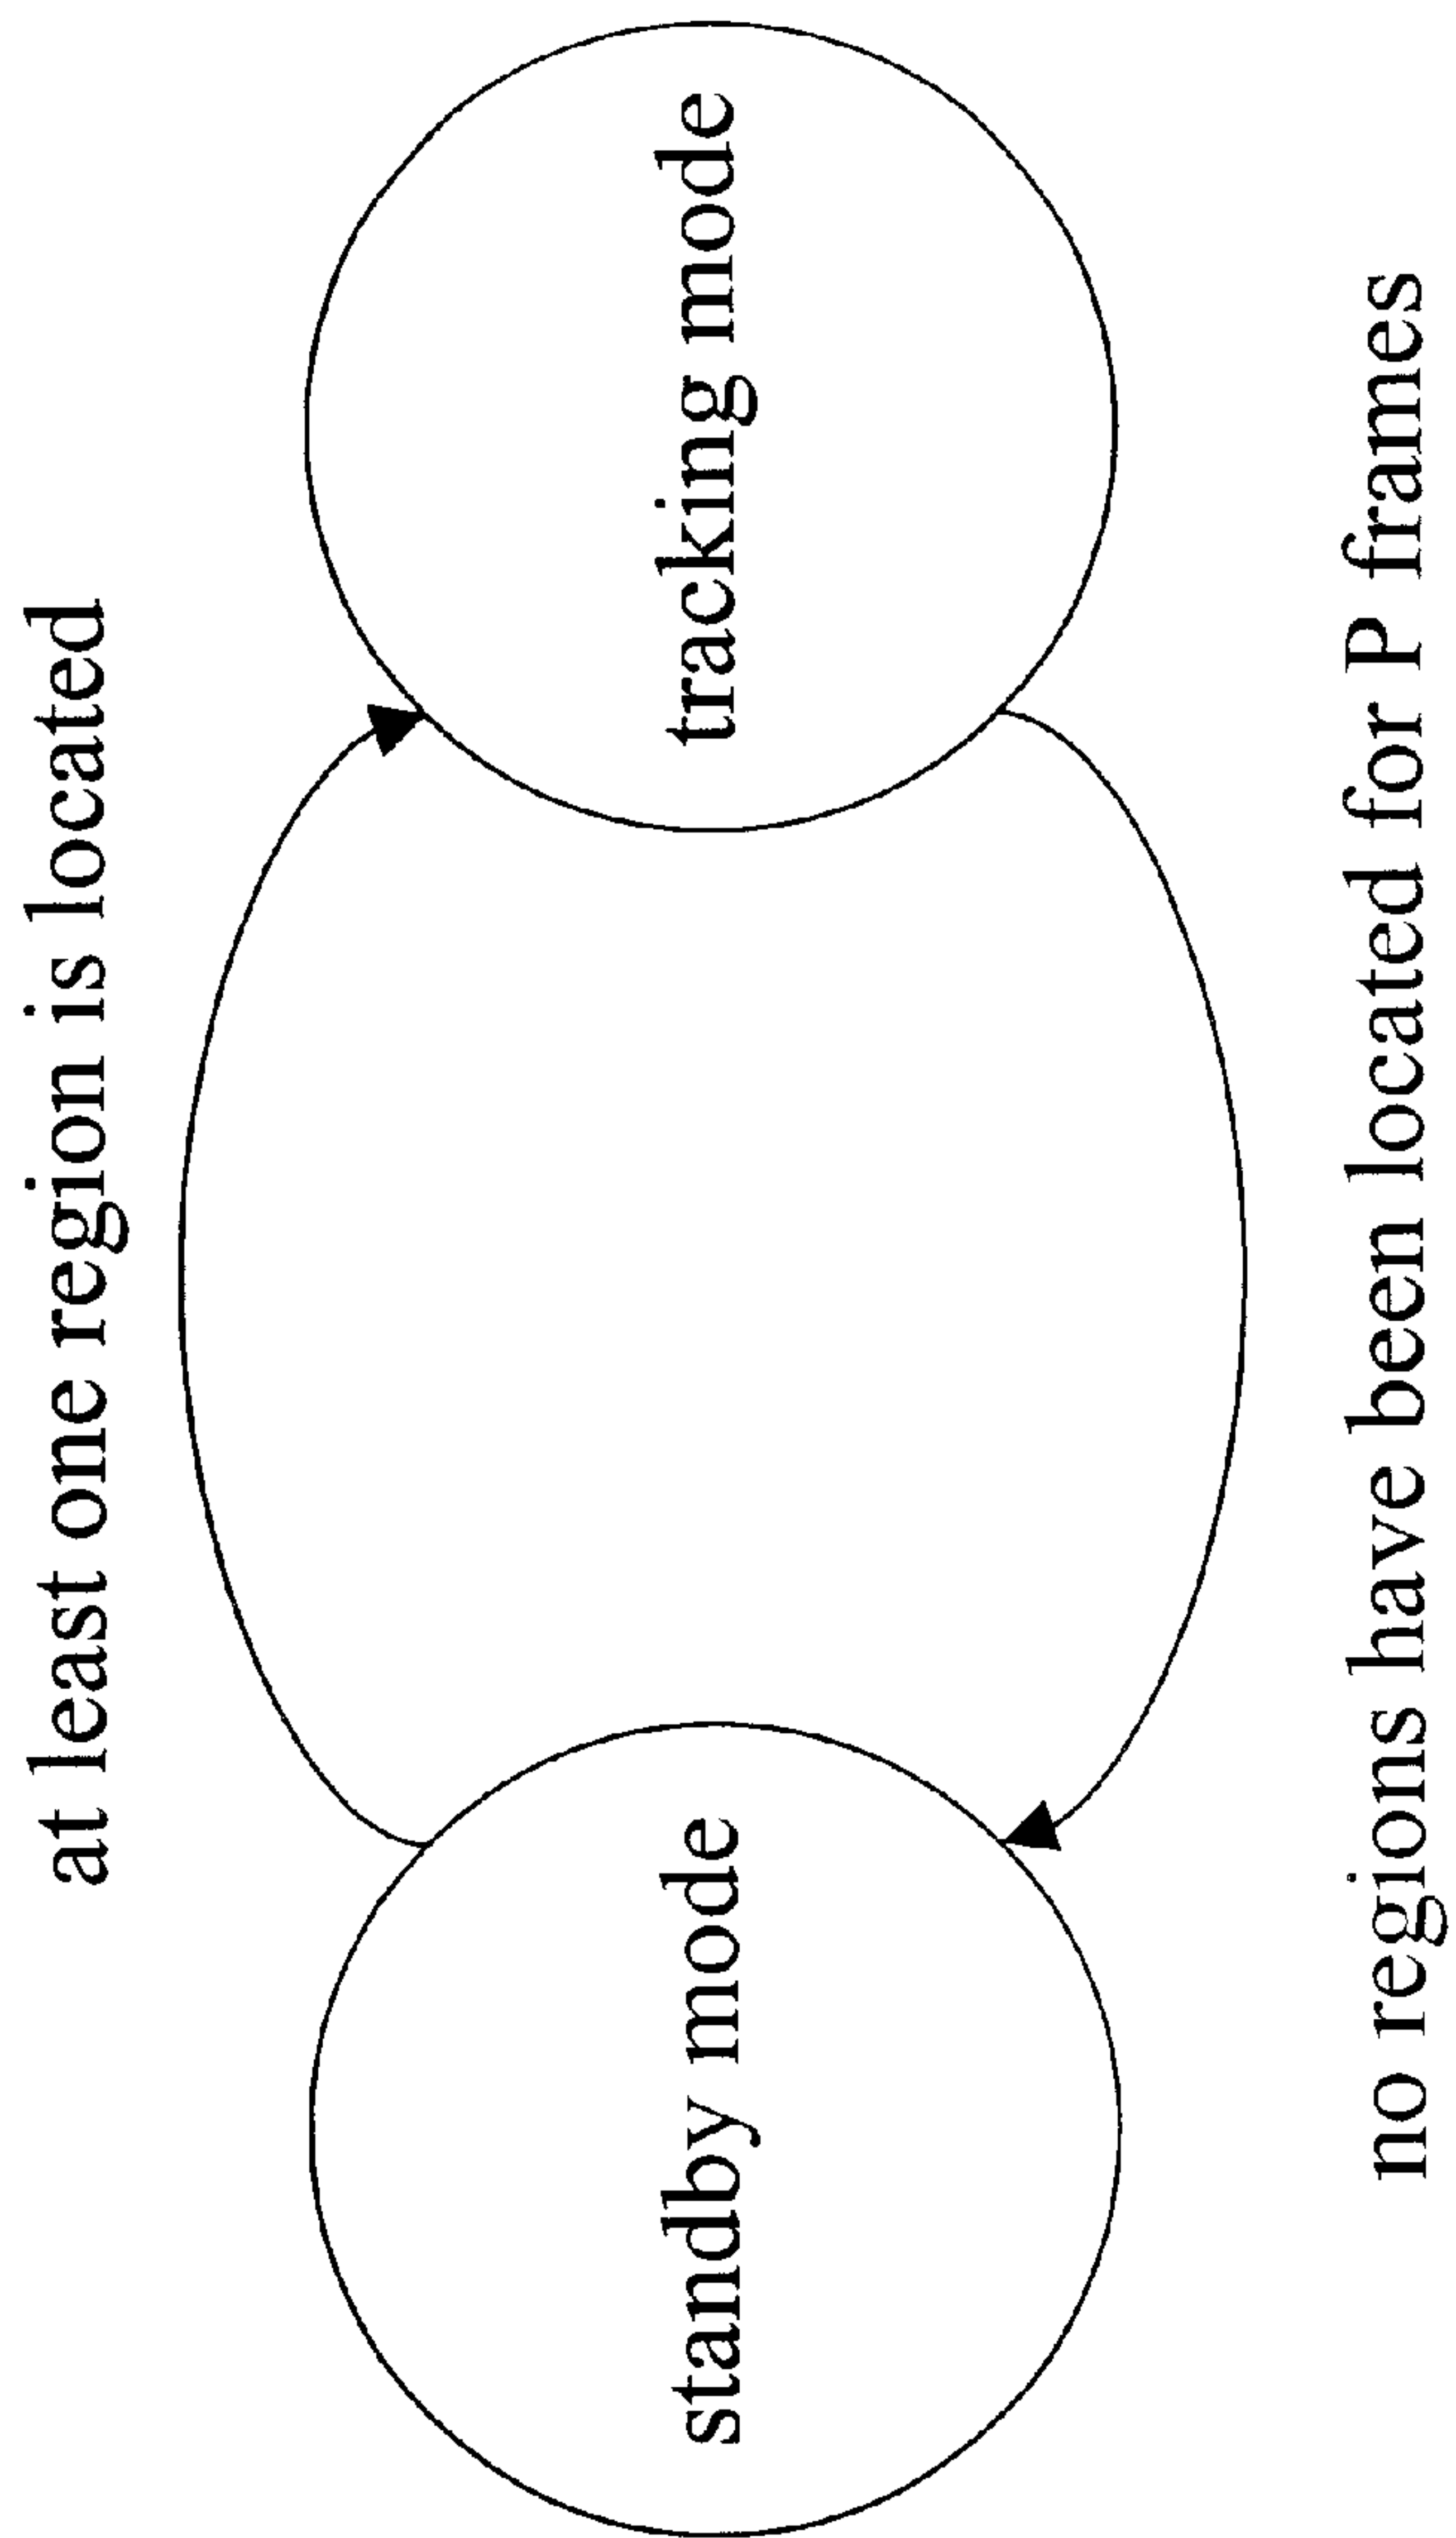 at least one region is located
standby mode
tracking mode
no regions have been located for P frames